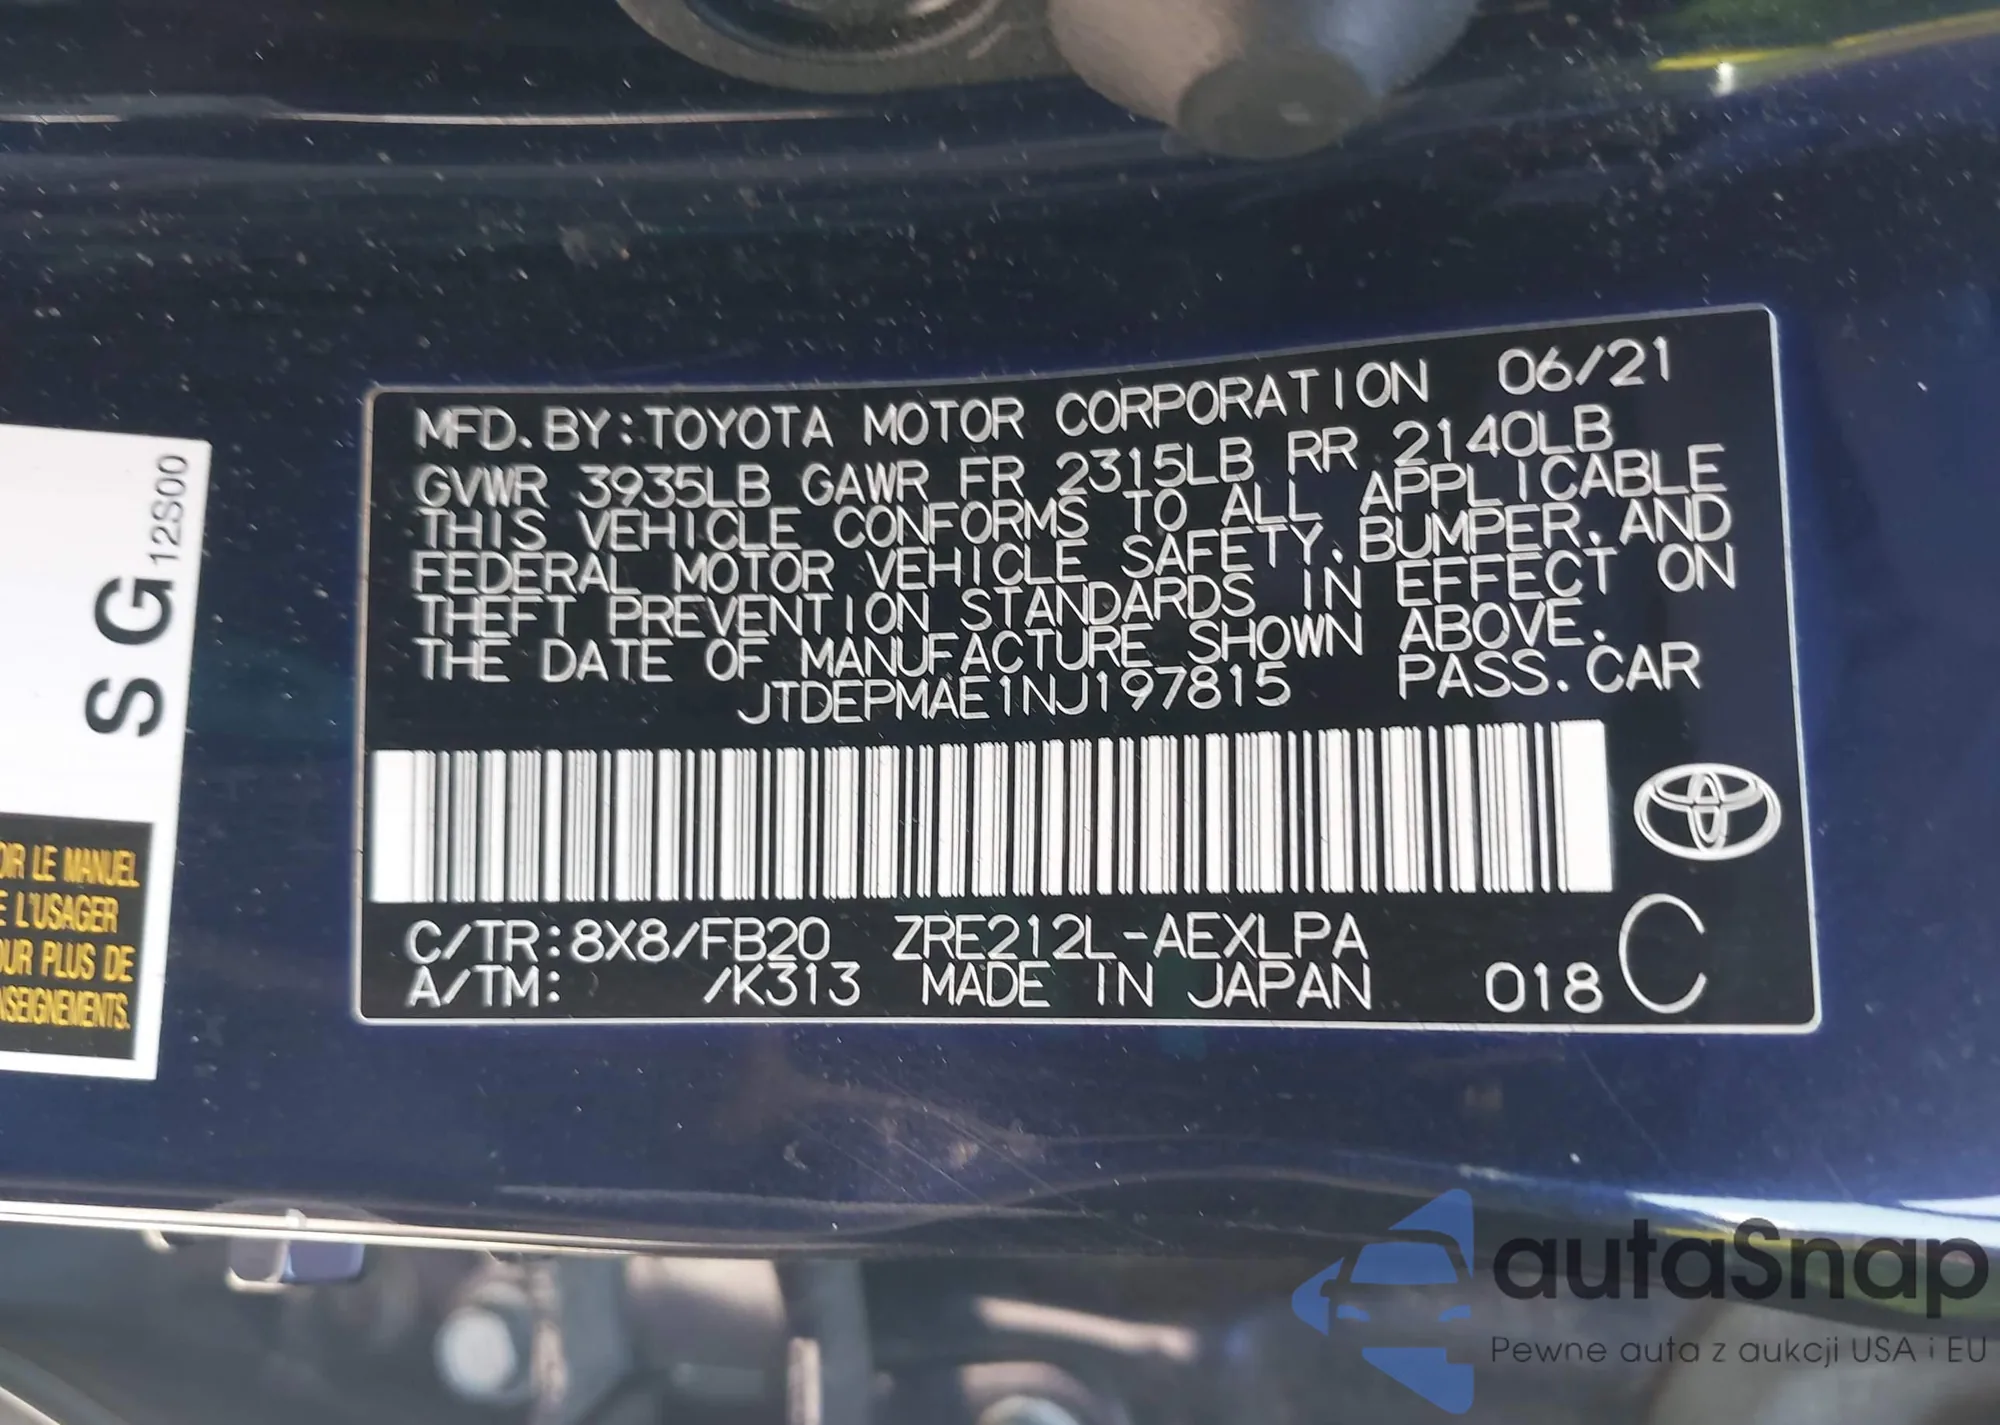 MFD. BY: TOYOTA MOTOR CORPORATION 06/21
GVWR 3935LB GAWR FR 2315LB RR 2140LB
THIS VEHICLE CONFORMS TO ALL APPLICABLE
FEDERAL MOTOR VEHICLE SAFETY, BUMPER, AND
THEFT PREVENTION STANDARDS IN EFFECT ON
THE DATE OF MANUFACTURE SHOWN ABOVE.
JTDEPMAE1NJ197815 PASS. CAR
C/TR: 8X8/FB20 ZRE212L-AEXLPA
A/TM: /K313 MADE IN JAPAN 018 C
S G 12S00
OIR LE MANUEL
E L'USAGER
OUR PLUS DE
NSEIGNEMENTS.
autaSnap
Pewne auta z aukcji USA i EU